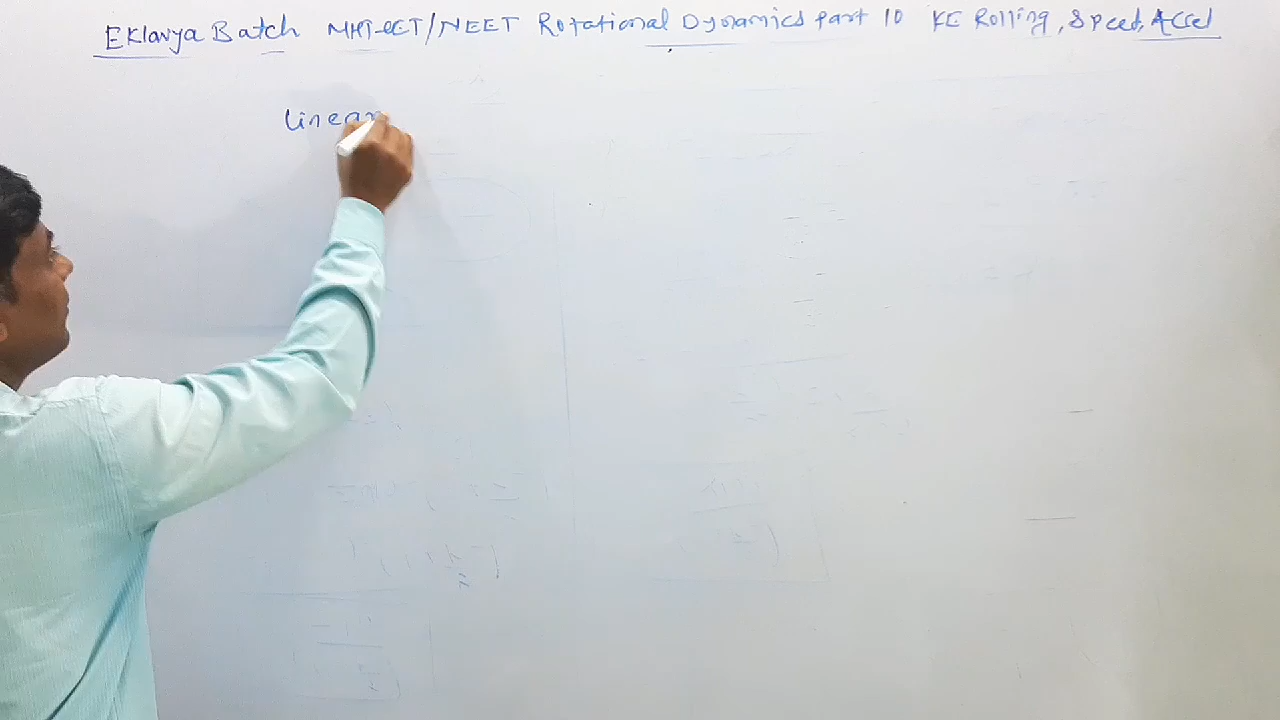 Eklavya Batch MHT-CET/NEET Rotational Dynamics Part 10 KE Rolling, Speed, Accel
Linear